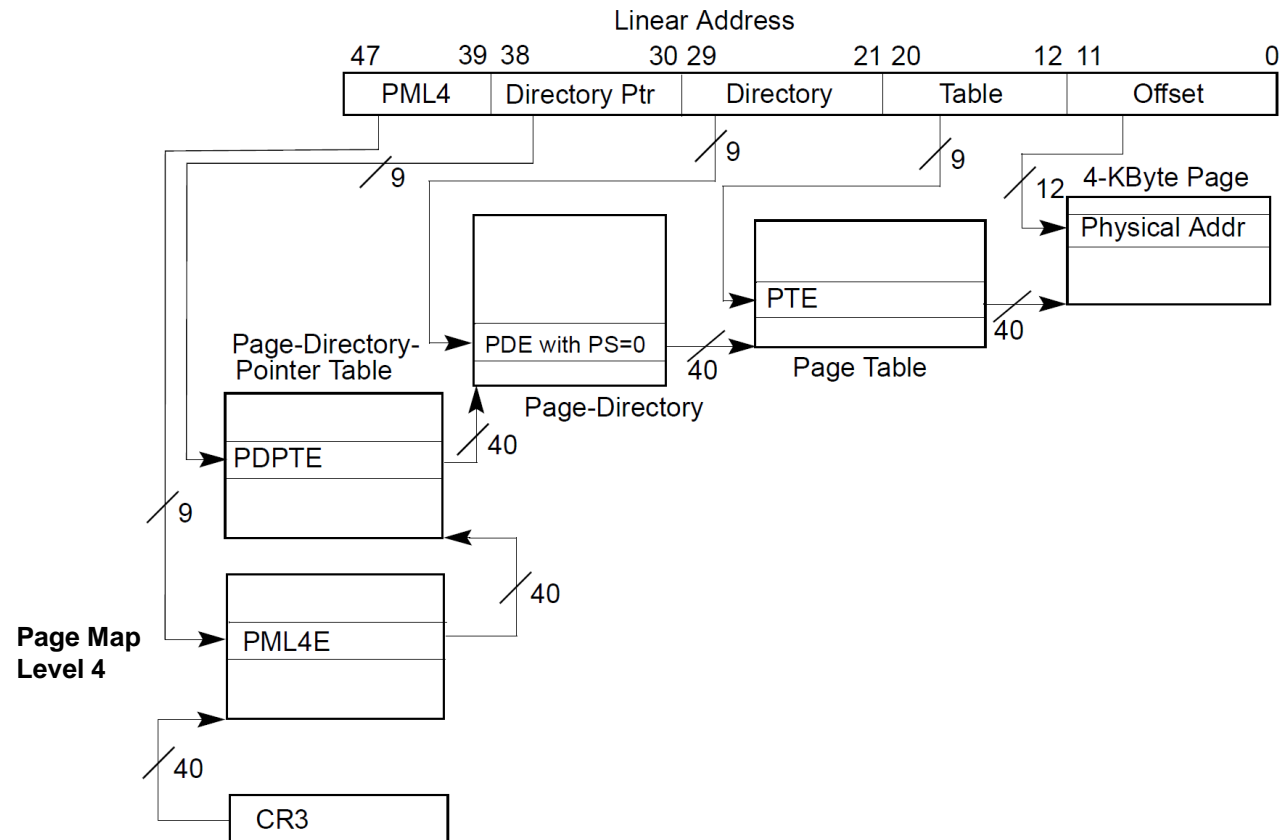 Linear Address
47 39 38 30 29 21 20 12 11 0
PML4 Directory Ptr Directory Table Offset
9 9 9
12 4-KByte Page
Physical Addr
PTE
40
PDE with PS=0
40
Page Table
Page-Directory-
Pointer Table
Page-Directory
40
PDPTE
9
40
Page Map
Level 4
PML4E
40
CR3